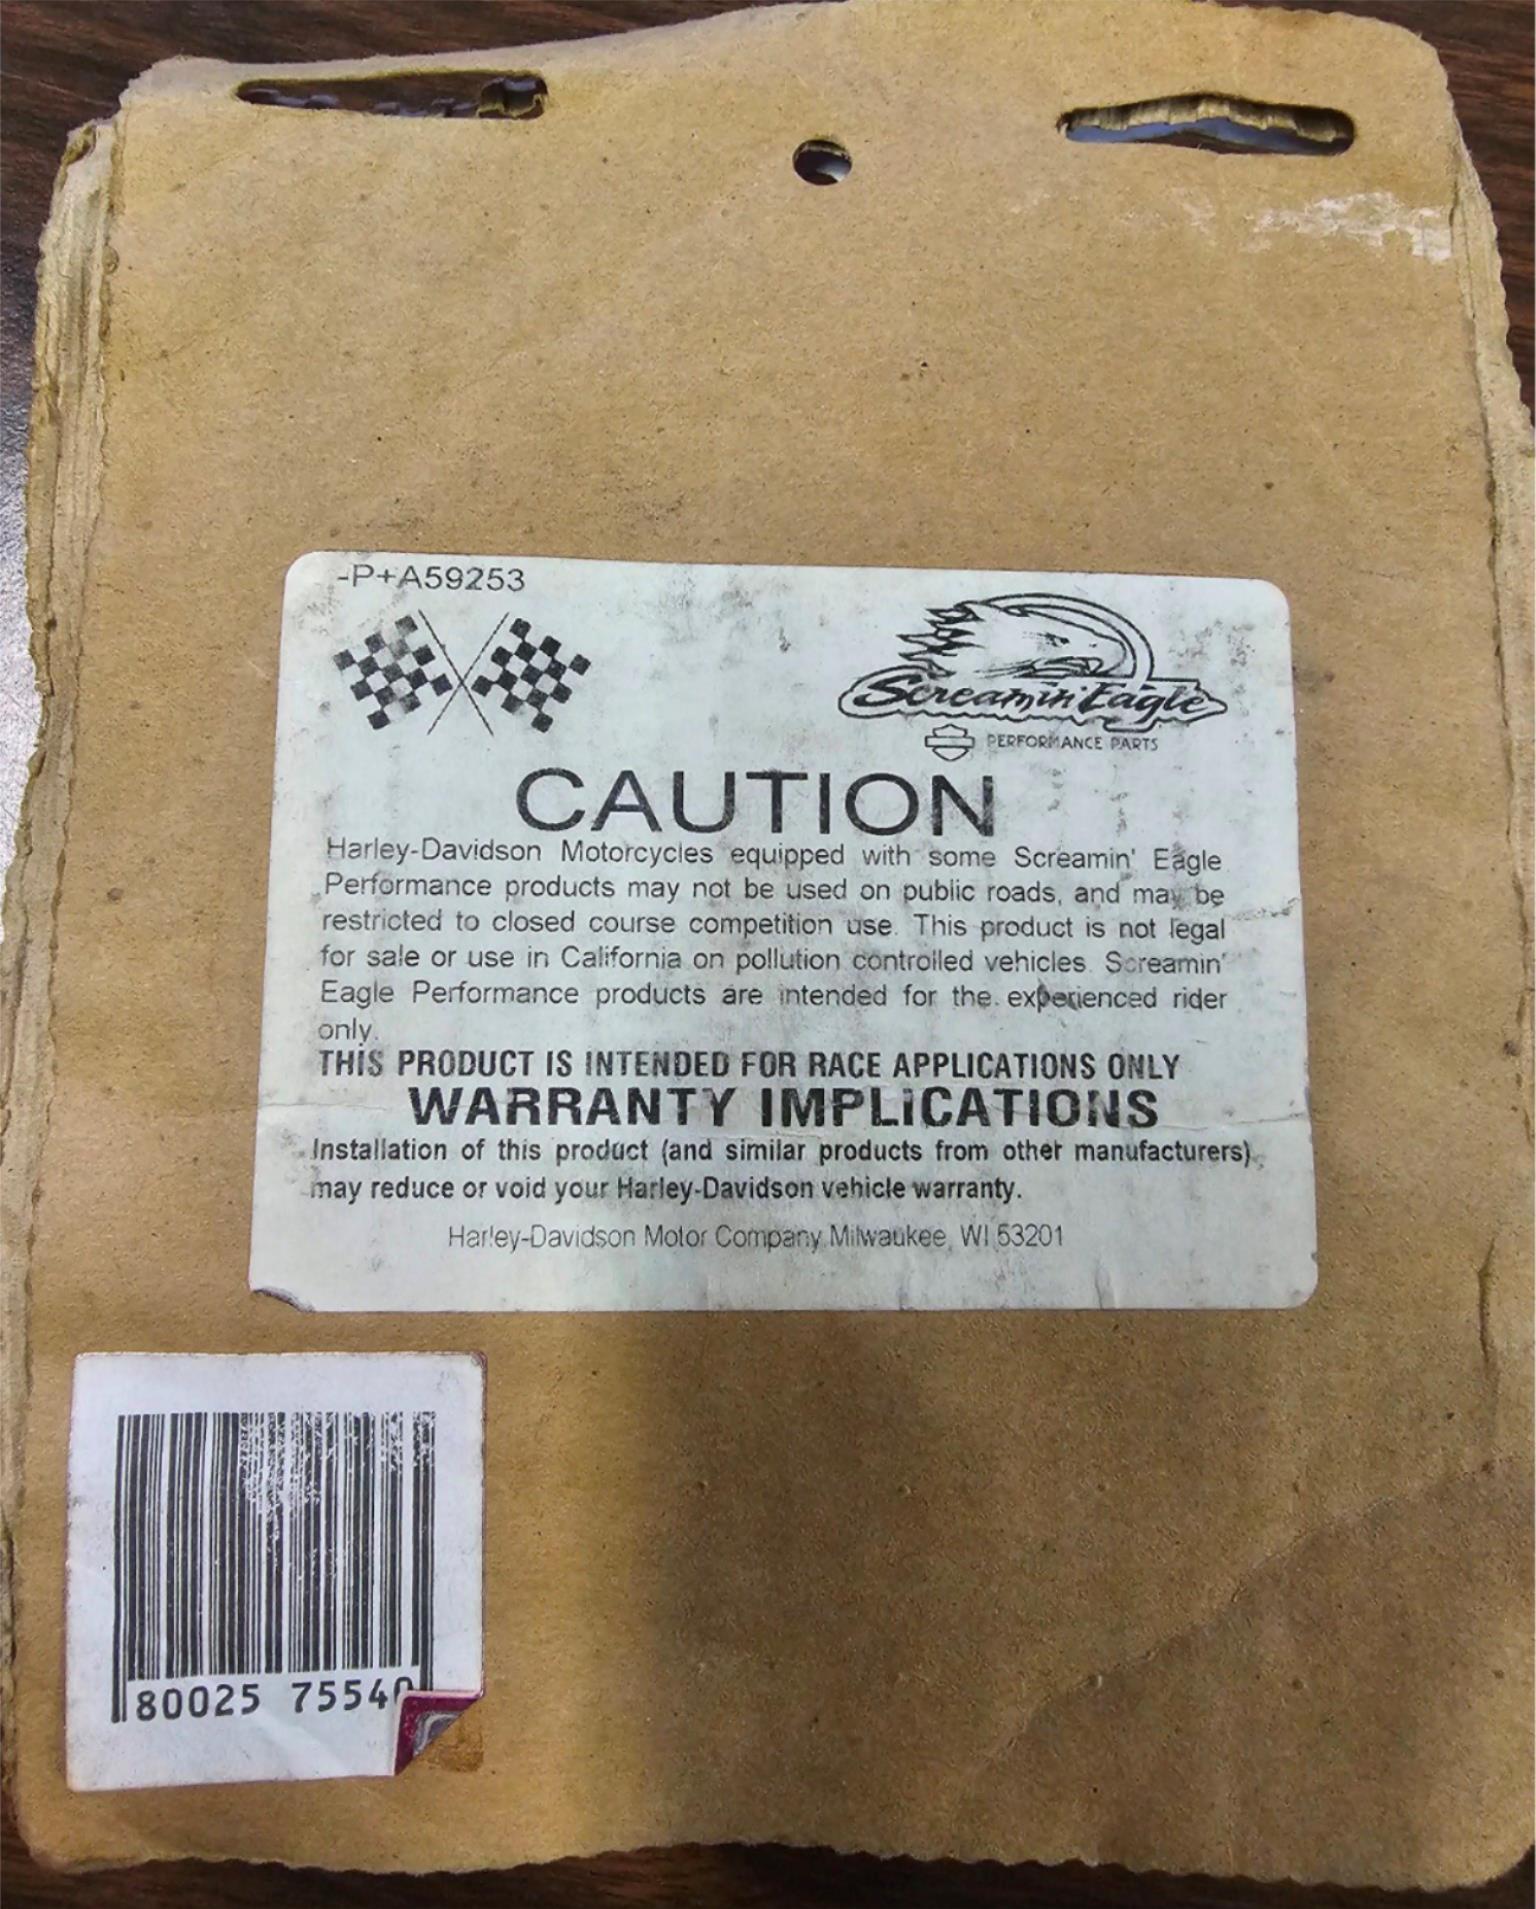 -P+A59253
Screamin' Eagle
PERFORMANCE PARTS
CAUTION
Harley-Davidson Motorcycles equipped with some Screamin' Eagle
Performance products may not be used on public roads, and may be
restricted to closed course competition use. This product is not legal
for sale or use in California on pollution controlled vehicles. Screamin'
Eagle Performance products are intended for the experienced rider
only.
THIS PRODUCT IS INTENDED FOR RACE APPLICATIONS ONLY
WARRANTY IMPLICATIONS
Installation of this product (and similar products from other manufacturers)
may reduce or void your Harley-Davidson vehicle warranty.
Harley-Davidson Motor Company Milwaukee, WI 53201
80025 7554